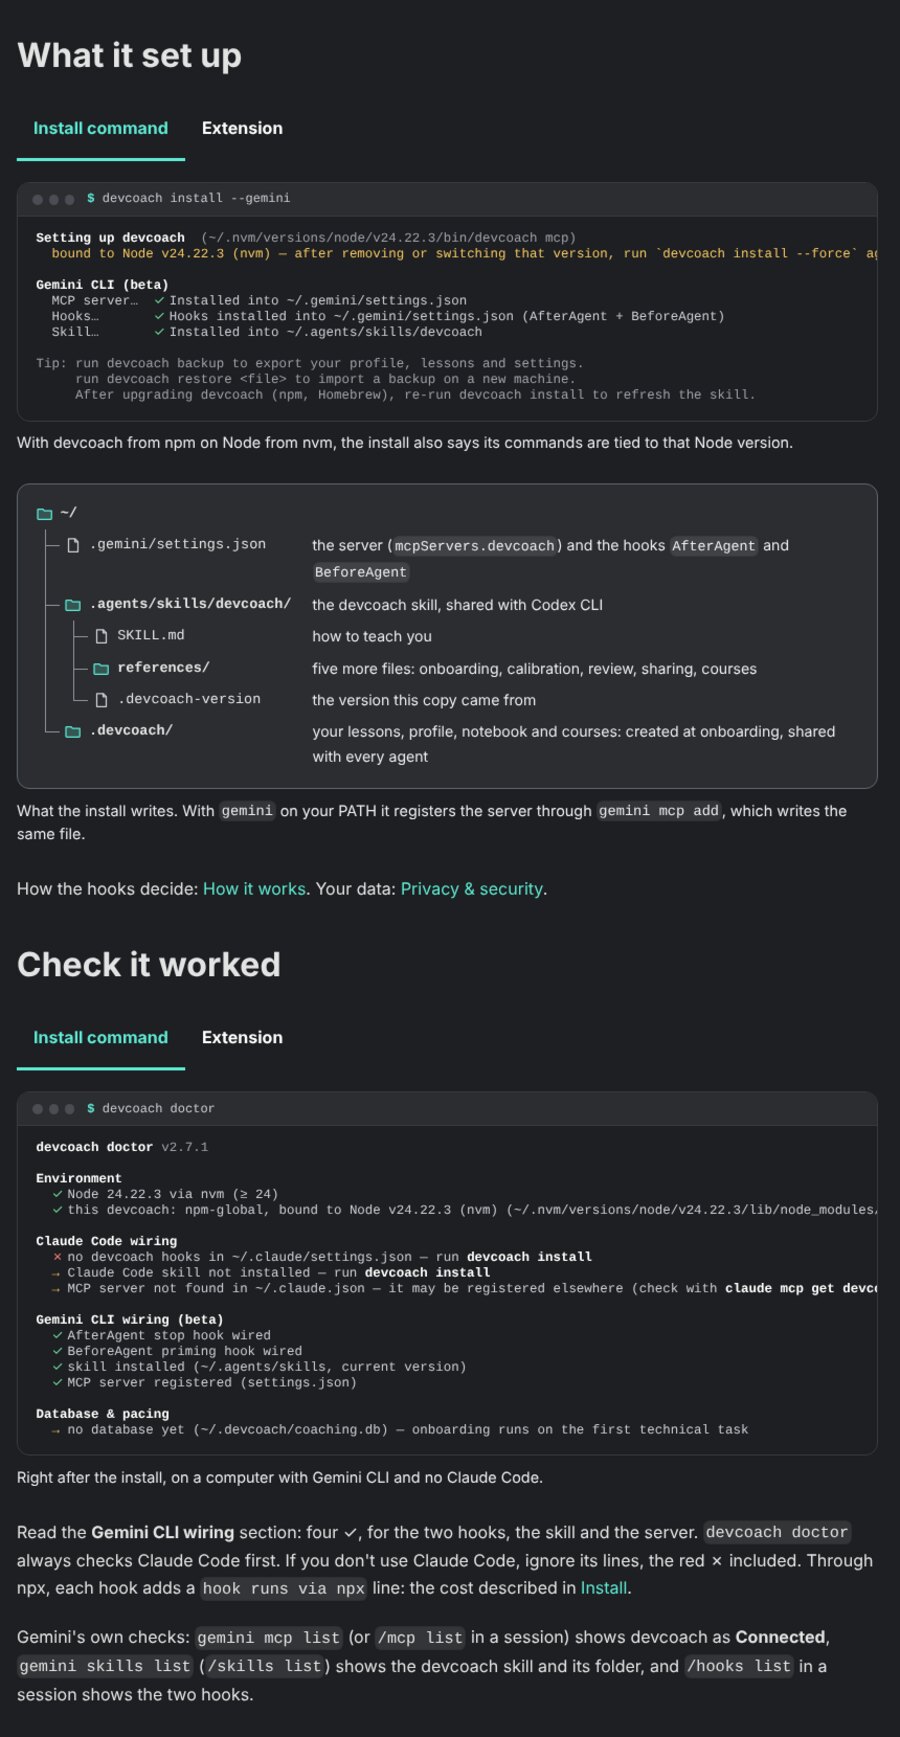 What it set up
Install command Extension
$ devcoach install --gemini
Setting up devcoach (~/.nvm/versions/node/v24.22.3/bin/devcoach mcp)
bound to Node v24.22.3 (nvm) — after removing or switching that version, run `devcoach install --force` ag
Gemini CLI (beta)
MCP server… ✓ Installed into ~/.gemini/settings.json
Hooks… ✓ Hooks installed into ~/.gemini/settings.json (AfterAgent + BeforeAgent)
Skill… ✓ Installed into ~/.agents/skills/devcoach
Tip: run devcoach backup to export your profile, lessons and settings.
run devcoach restore <file> to import a backup on a new machine.
After upgrading devcoach (npm, Homebrew), re-run devcoach install to refresh the skill.
With devcoach from npm on Node from nvm, the install also says its commands are tied to that Node version.
~/
.gemini/settings.json the server (mcpServers.devcoach) and the hooks AfterAgent and
BeforeAgent
.agents/skills/devcoach/ the devcoach skill, shared with Codex CLI
SKILL.md how to teach you
references/ five more files: onboarding, calibration, review, sharing, courses
.devcoach-version the version this copy came from
.devcoach/ your lessons, profile, notebook and courses: created at onboarding, shared
with every agent
What the install writes. With gemini on your PATH it registers the server through gemini mcp add, which writes the
same file.
How the hooks decide: How it works. Your data: Privacy & security.
Check it worked
Install command Extension
$ devcoach doctor
devcoach doctor v2.7.1
Environment
✓ Node 24.22.3 via nvm (≥ 24)
✓ this devcoach: npm-global, bound to Node v24.22.3 (nvm) (~/.nvm/versions/node/v24.22.3/lib/node_modules/
Claude Code wiring
✕ no devcoach hooks in ~/.claude/settings.json — run devcoach install
→ Claude Code skill not installed — run devcoach install
→ MCP server not found in ~/.claude.json — it may be registered elsewhere (check with claude mcp get devco
Gemini CLI wiring (beta)
✓ AfterAgent stop hook wired
✓ BeforeAgent priming hook wired
✓ skill installed (~/.agents/skills, current version)
✓ MCP server registered (settings.json)
Database & pacing
→ no database yet (~/.devcoach/coaching.db) — onboarding runs on the first technical task
Right after the install, on a computer with Gemini CLI and no Claude Code.
Read the Gemini CLI wiring section: four ✓, for the two hooks, the skill and the server. devcoach doctor
always checks Claude Code first. If you don't use Claude Code, ignore its lines, the red ✕ included. Through
npx, each hook adds a hook runs via npx line: the cost described in Install.
Gemini's own checks: gemini mcp list (or /mcp list in a session) shows devcoach as Connected,
gemini skills list (/skills list) shows the devcoach skill and its folder, and /hooks list in a
session shows the two hooks.